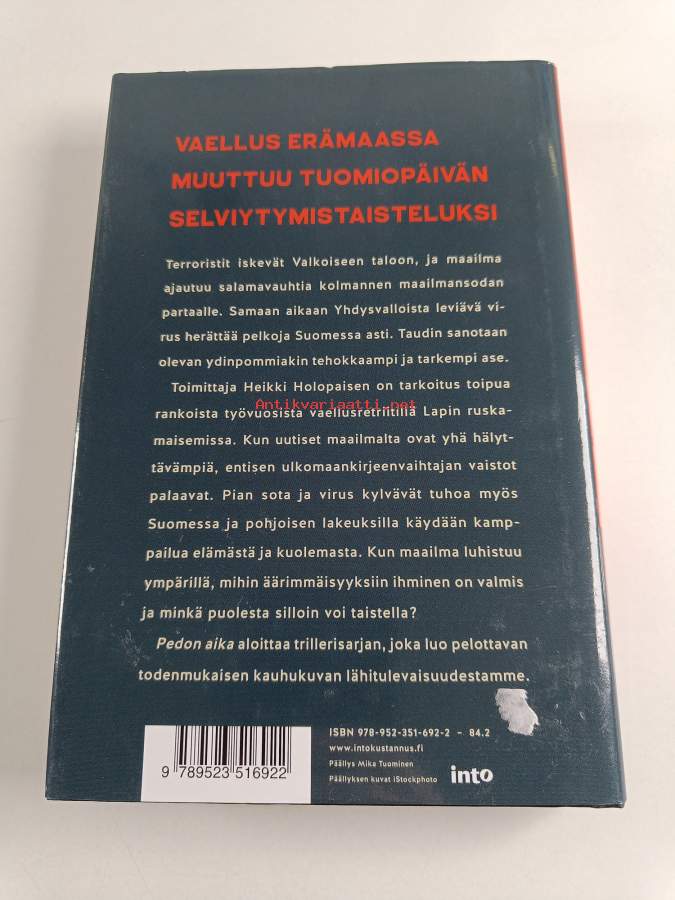 VAELLUS ERÄMAASSA
MUUTTUU TUOMIOPÄIVÄN
SELVIYTYMISTAISTELUKSI
Terroristit iskevät Valkoiseen taloon, ja maailma
ajautuu salamavauhtia kolmannen maailmansodan
partaalle. Samaan aikaan Yhdysvalloista leviävä vi-
rus herättää pelkoja Suomessa asti. Taudin sanotaan
olevan ydinpommiakin tehokkaampi ja tarkempi ase.
Toimittaja Heikki Holopaisen on tarkoitus toipua
rankoista työvuosista vaellusretriitillä Lapin ruska-
Antikvariaatti.net
maisemissa. Kun uutiset maailmalta ovat yhä hälyt-
tävämpiä, entisen ulkomaankirjeenvaihtajan vaistot
palaavat. Pian sota ja virus kylvävät tuhoa myös
Suomessa ja pohjoisen lakeuksilla käydään kamp-
pailua elämästä ja kuolemasta. Kun maailma luhistuu
ympärillä, mihin äärimmäisyyksiin ihminen on valmis
ja minkä puolesta silloin voi taistella?
Pedon aika aloittaa trillerisarjan, joka luo pelottavan
todenmukaisen kauhukuvan lähitulevaisuudestamme.
ISBN 978-952-351-692-2 – 84.2
www.intokustannus.fi
Päällys Mika Tuominen
Päällyksen kuvat iStockphoto
into
9 789523 516922